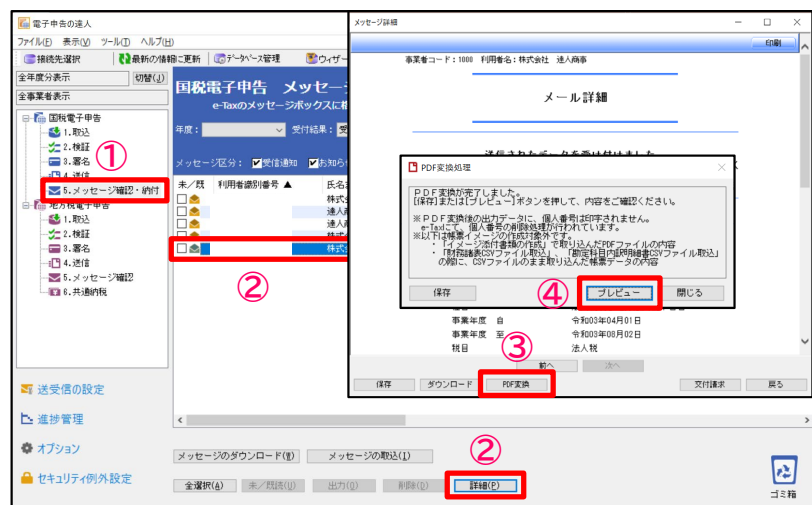 電子申告の達人
ファイル(F) 表示(V) ツール(T) ヘルプ(H)
接続先選択 最新の情報に更新 データベース管理 ウィザー
全年度分表示 切替(J)
全事業者表示
国税電子申告
1.取込
2.検証
3.署名
①
4.送信
5.メッセージ確認・納付
地方税電子申告
1.取込
2.検証
3.署名
4.送信
5.メッセージ確認
6.共通納税
送受信の設定
進捗管理
オプション
セキュリティ例外設定
国税電子申告 メッセー
e-Taxのメッセージボックスに格
年度： 受付結果：
メッセージ区分： 受信通知 お知ら
未／既 利用者識別番号 ▲ 氏名
株式
達人商
達人
株式
株式会
②
メッセージのダウンロード(W) メッセージの取込(I)
②
全選択(A) 未／既読(U) 出力(O) 削除(D) 詳細(P)
ゴミ箱
メッセージ詳細
印刷
事業者コード：1000 利用者名：株式会社 達人商事
メール詳細
送信されたデータを受け付けました
PDF変換処理
ＰＤＦ変換が完了しました。
[保存]または[プレビュー]ボタンを押して、内容をご確認ください。
※ＰＤＦ変換後の出力データに、個人番号は印字されません。
e-Taxにて、個人番号の削除処理が行われています。
※以下は帳票イメージの作成対象外です。
・「イメージ添付書類の作成」で取り込んだPDFファイルの内容
・「財務諸表CSVファイル取込」、「勘定科目内訳明細書CSVファイル取込」
の際に、CSVファイルのまま取り込んだ帳票データの内容
④
保存 プレビュー 閉じる
事業年度 自 令和03年04月01日
事業年度 至 令和03年08月02日
税目 法人税
③
前へ 次へ
保存 ダウンロード PDF変換 交付請求 戻る